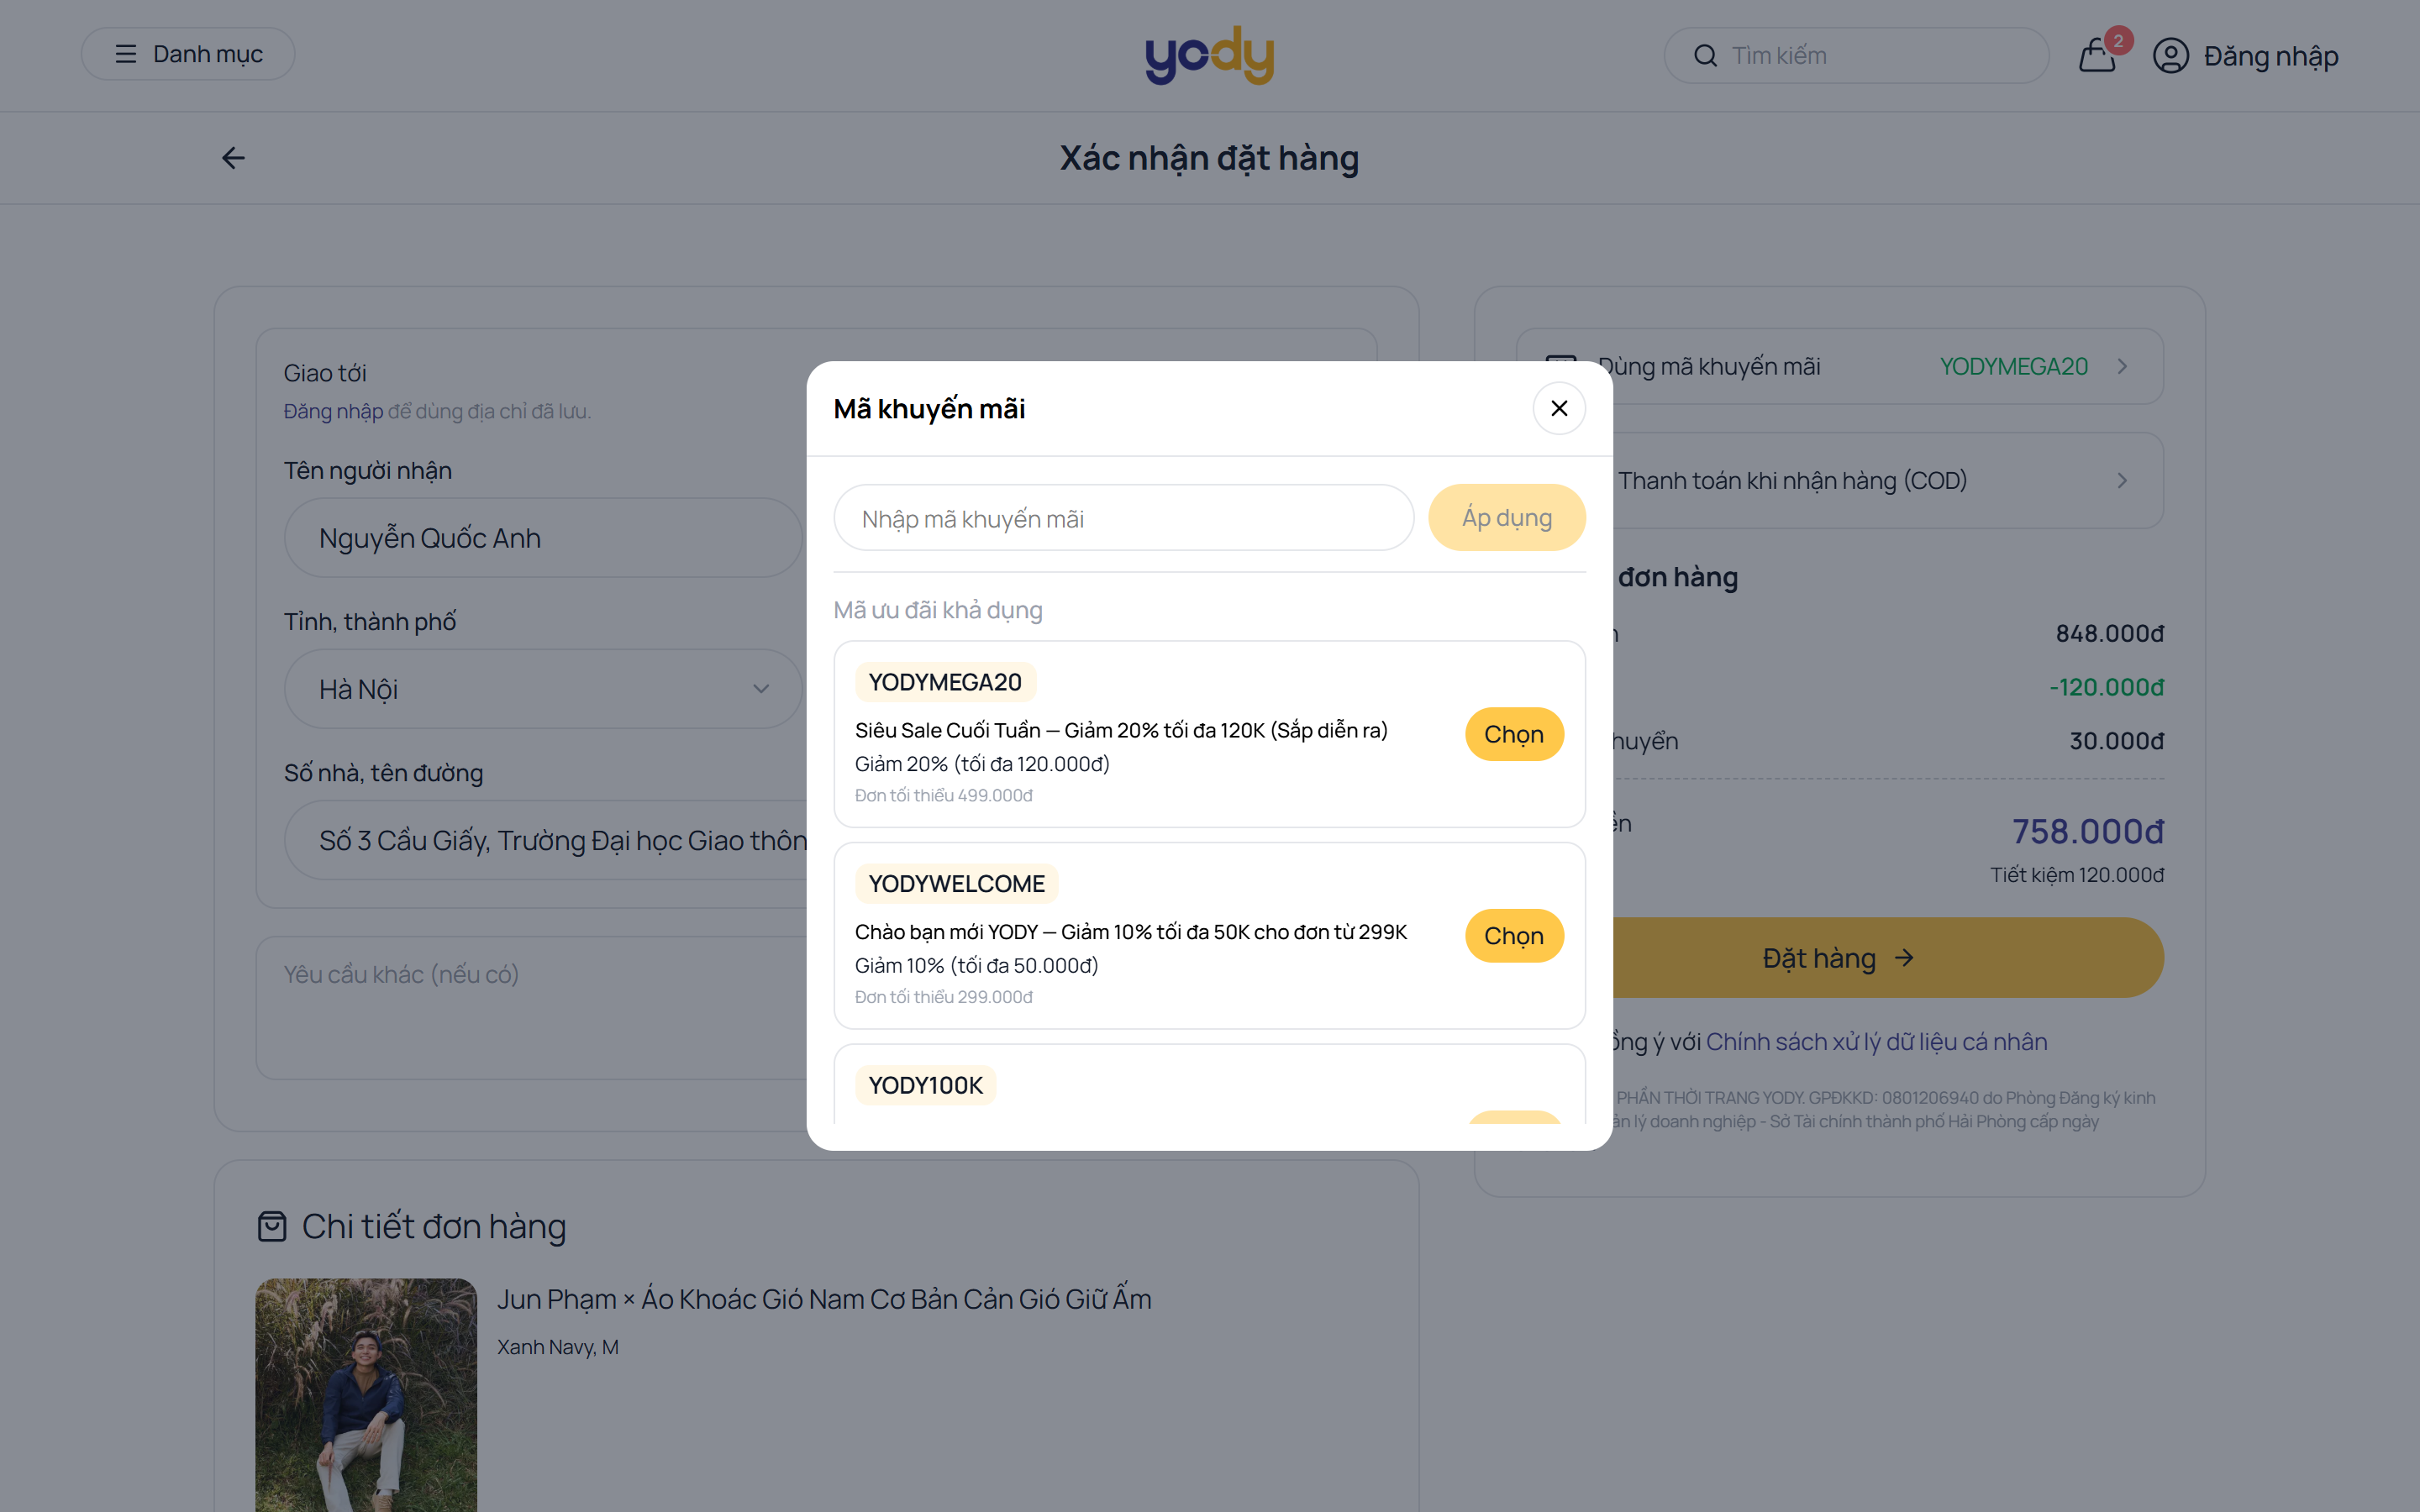 Danh mục
yody
Tìm kiếm
2
Đăng nhập
Xác nhận đặt hàng
Giao tới
Đăng nhập để dùng địa chỉ đã lưu.
Tên người nhận
Nguyễn Quốc Anh
Tỉnh, thành phố
Hà Nội
Số nhà, tên đường
Số 3 Cầu Giấy, Trường Đại học Giao thôn
Yêu cầu khác (nếu có)
Chi tiết đơn hàng
Jun Phạm × Áo Khoác Gió Nam Cơ Bản Cản Gió Giữ Ấm
Xanh Navy, M
Mã khuyến mãi
Nhập mã khuyến mãi
Áp dụng
Mã ưu đãi khả dụng
YODYMEGA20
Siêu Sale Cuối Tuần — Giảm 20% tối đa 120K (Sắp diễn ra)
Giảm 20% (tối đa 120.000đ)
Đơn tối thiểu 499.000đ
Chọn
YODYWELCOME
Chào bạn mới YODY — Giảm 10% tối đa 50K cho đơn từ 299K
Giảm 10% (tối đa 50.000đ)
Đơn tối thiểu 299.000đ
Chọn
YODY100K
Dùng mã khuyến mãi
YODYMEGA20
Thanh toán khi nhận hàng (COD)
đơn hàng
848.000đ
-120.000đ
huyển
30.000đ
758.000đ
Tiết kiệm 120.000đ
Đặt hàng
ồng ý với Chính sách xử lý dữ liệu cá nhân
PHẦN THỜI TRANG YODY. GPĐKKD: 0801206940 do Phòng Đăng ký kinh
ản lý doanh nghiệp - Sở Tài chính thành phố Hải Phòng cấp ngày